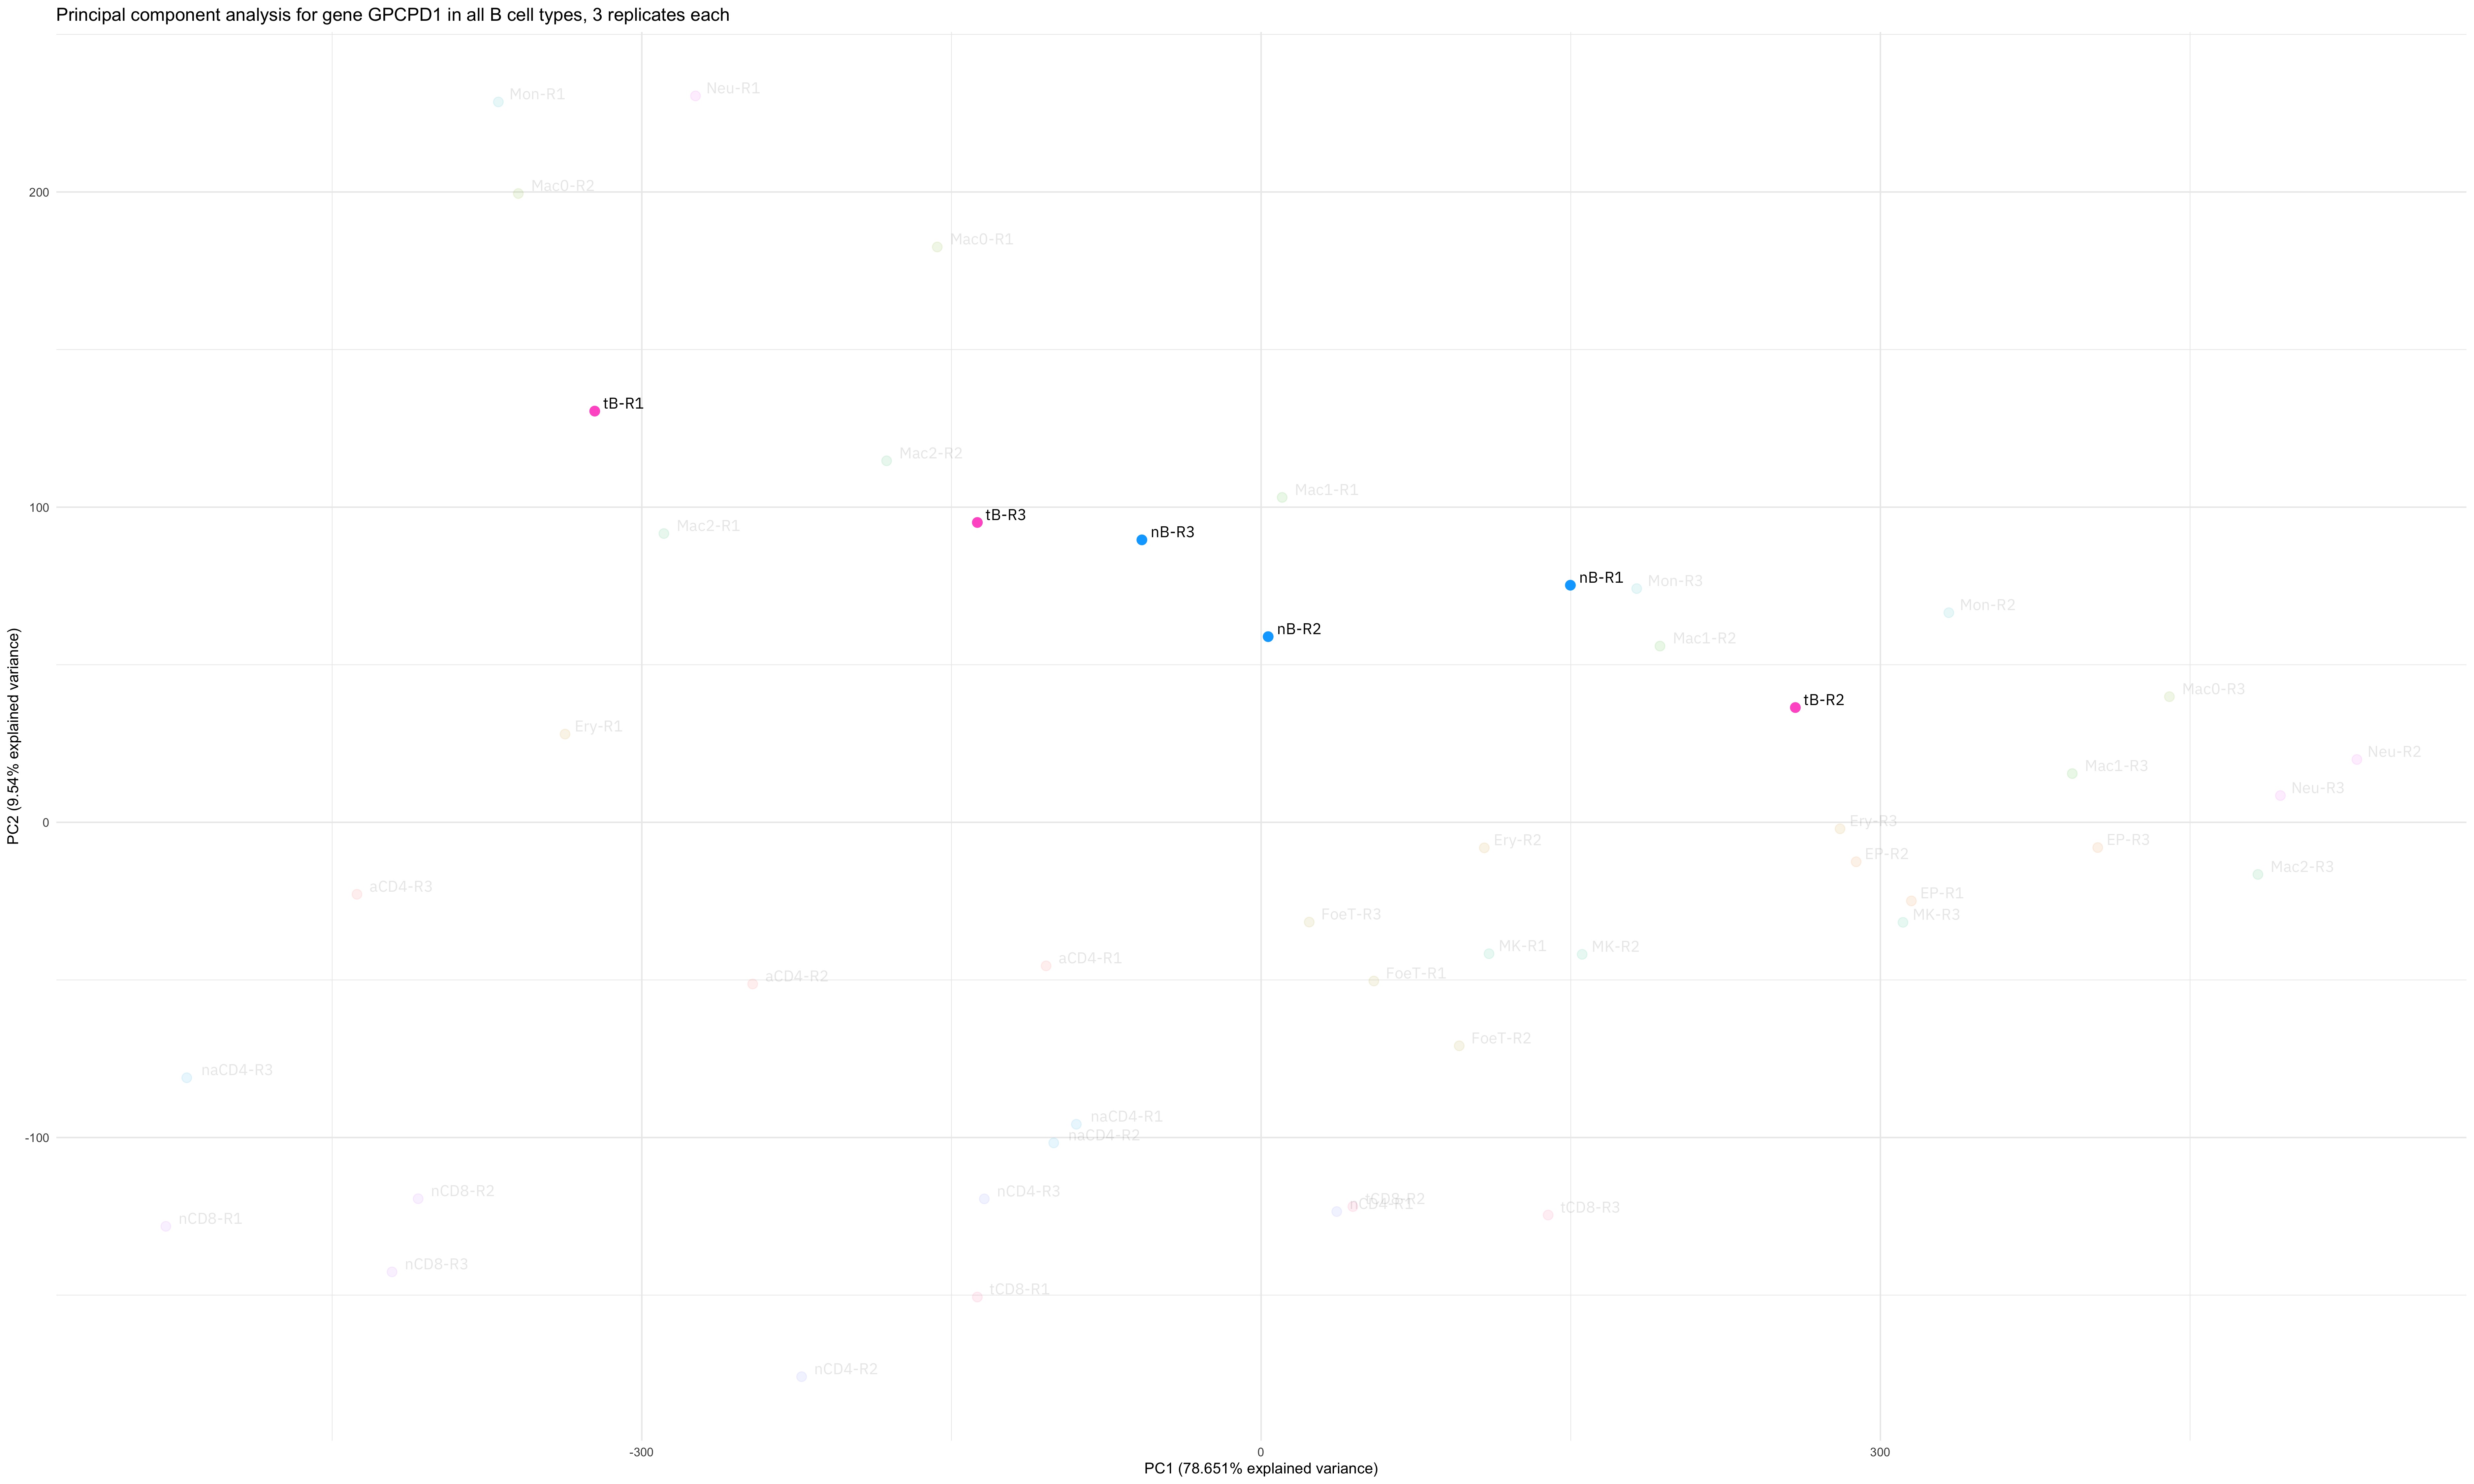 Principal component analysis for gene GPCPD1 in all B cell types, 3 replicates each
Mon-R1
Neu-R1
Mac0-R2
200
Mac0-R1
tB-R1
Mac2-R2
Mac1-R1
100
tB-R3
Mac2-R1
nB-R3
nB-R1
Mon-R3
Mon-R2
nB-R2
Mac1-R2
PC2 (9.54% explained variance)
Mac0-R3
tB-R2
Ery-R1
Neu-R2
Mac1-R3
Neu-R3
0
Ery-R3
Ery-R2
EP-R3
EP-R2
Mac2-R3
aCD4-R3
EP-R1
FoeT-R3
MK-R3
MK-R1
MK-R2
aCD4-R1
FoeT-R1
aCD4-R2
FoeT-R2
naCD4-R3
naCD4-R1
naCD4-R2
-100
nCD8-R2
nCD4-R3
tCD8-R2
nCD4-R1
tCD8-R3
nCD8-R1
nCD8-R3
tCD8-R1
nCD4-R2
-300
0
300
PC1 (78.651% explained variance)